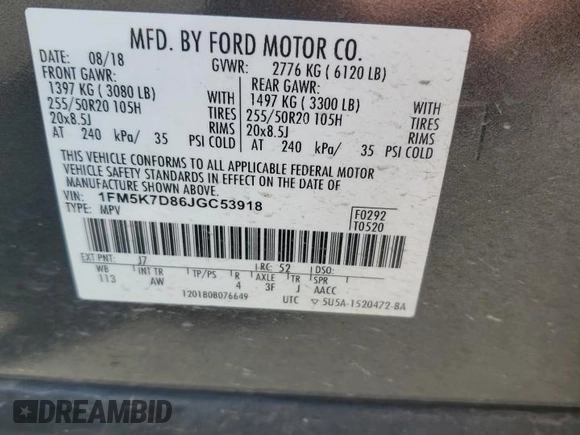 MFD. BY FORD MOTOR CO.
DATE: 08/18 GVWR: 2776 KG ( 6120 LB)
FRONT GAWR: REAR GAWR:
1397 KG ( 3080 LB) 1497 KG ( 3300 LB)
255/50R20 105H WITH TIRES 255/50R20 105H WITH TIRES
20x8.5J RIMS 20x8.5J RIMS
AT 240 kPa/ 35 PSI COLD AT 240 kPa/ 35 PSI COLD
THIS VEHICLE CONFORMS TO ALL APPLICABLE FEDERAL MOTOR
VEHICLE SAFETY STANDARDS IN EFFECT ON THE DATE OF
MANUFACTURE SHOWN ABOVE.
VIN: 1FM5K7D86JGC53918
TYPE: MPV
F0292
T0520
EXT PNT: J7 RC: 52 DSO:
WB INT TR TP/PS R AXLE TR SPR
113 AW 4 3F J AACC
1201808076649 UTC ▽ 5U5A-1520472-BA
DREAMBID